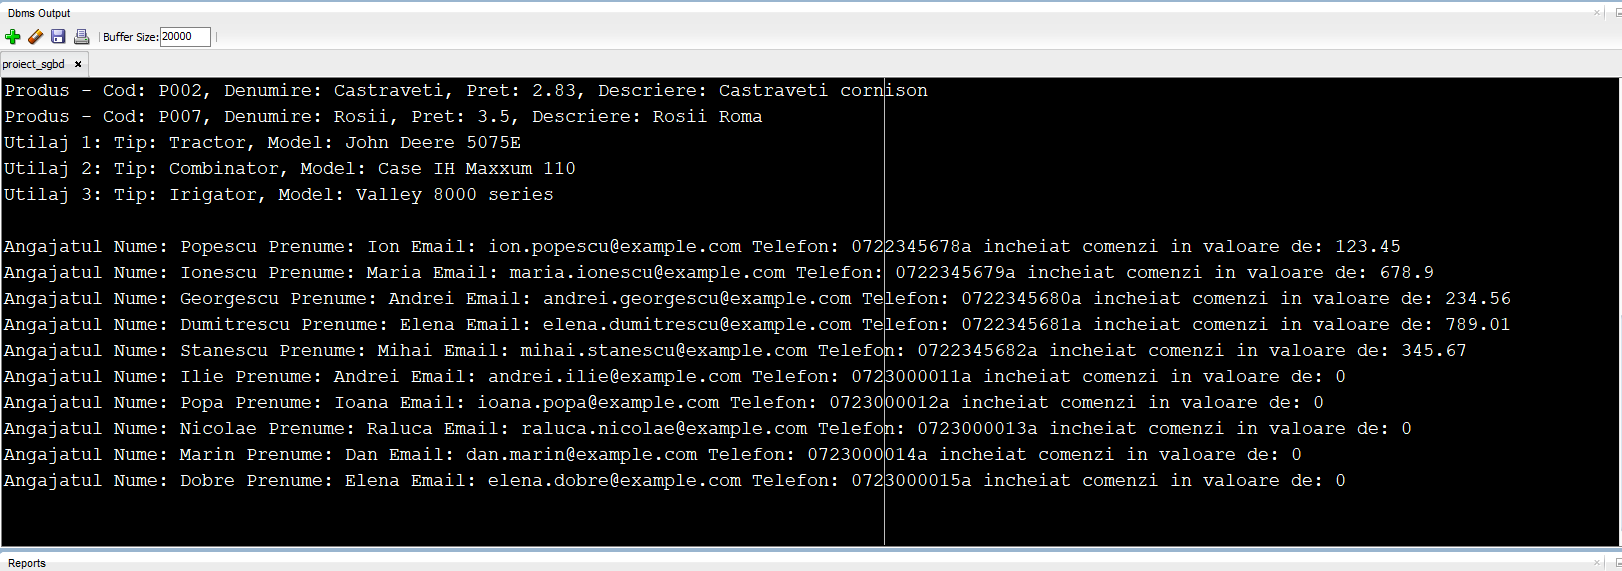 Dbms Output
Buffer Size: 20000
proiect_sgbd
Produs - Cod: P002, Denumire: Castraveti, Pret: 2.83, Descriere: Castraveti cornison
Produs - Cod: P007, Denumire: Rosii, Pret: 3.5, Descriere: Rosii Roma
Utilaj 1: Tip: Tractor, Model: John Deere 5075E
Utilaj 2: Tip: Combinator, Model: Case IH Maxxum 110
Utilaj 3: Tip: Irigator, Model: Valley 8000 series
Angajatul Nume: Popescu Prenume: Ion Email: ion.popescu@example.com Telefon: 0722345678a incheiat comenzi in valoare de: 123.45
Angajatul Nume: Ionescu Prenume: Maria Email: maria.ionescu@example.com Telefon: 0722345679a incheiat comenzi in valoare de: 678.9
Angajatul Nume: Georgescu Prenume: Andrei Email: andrei.georgescu@example.com Telefon: 0722345680a incheiat comenzi in valoare de: 234.56
Angajatul Nume: Dumitrescu Prenume: Elena Email: elena.dumitrescu@example.com Telefon: 0722345681a incheiat comenzi in valoare de: 789.01
Angajatul Nume: Stanescu Prenume: Mihai Email: mihai.stanescu@example.com Telefon: 0722345682a incheiat comenzi in valoare de: 345.67
Angajatul Nume: Ilie Prenume: Andrei Email: andrei.ilie@example.com Telefon: 0723000011a incheiat comenzi in valoare de: 0
Angajatul Nume: Popa Prenume: Ioana Email: ioana.popa@example.com Telefon: 0723000012a incheiat comenzi in valoare de: 0
Angajatul Nume: Nicolae Prenume: Raluca Email: raluca.nicolae@example.com Telefon: 0723000013a incheiat comenzi in valoare de: 0
Angajatul Nume: Marin Prenume: Dan Email: dan.marin@example.com Telefon: 0723000014a incheiat comenzi in valoare de: 0
Angajatul Nume: Dobre Prenume: Elena Email: elena.dobre@example.com Telefon: 0723000015a incheiat comenzi in valoare de: 0
Reports